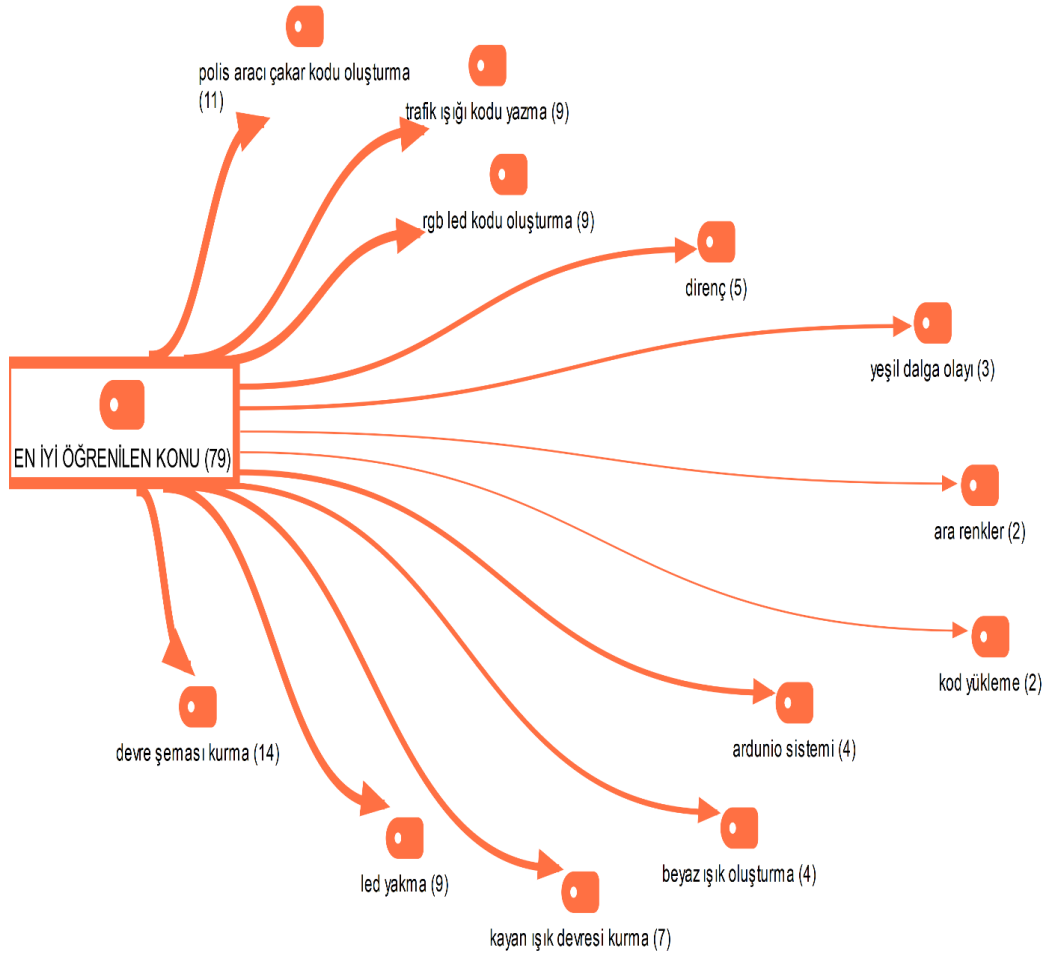 polis aracı çakar kodu oluşturma
(11)
trafik ışığı kodu yazma (9)
rgb led kodu oluşturma (9)
direnç (5)
yeşil dalga olayı (3)
EN İYİ ÖĞRENİLEN KONU (79)
ara renkler (2)
kod yükleme (2)
ardunio sistemi (4)
devre şeması kurma (14)
beyaz ışık oluşturma (4)
led yakma (9)
kayan ışık devresi kurma (7)